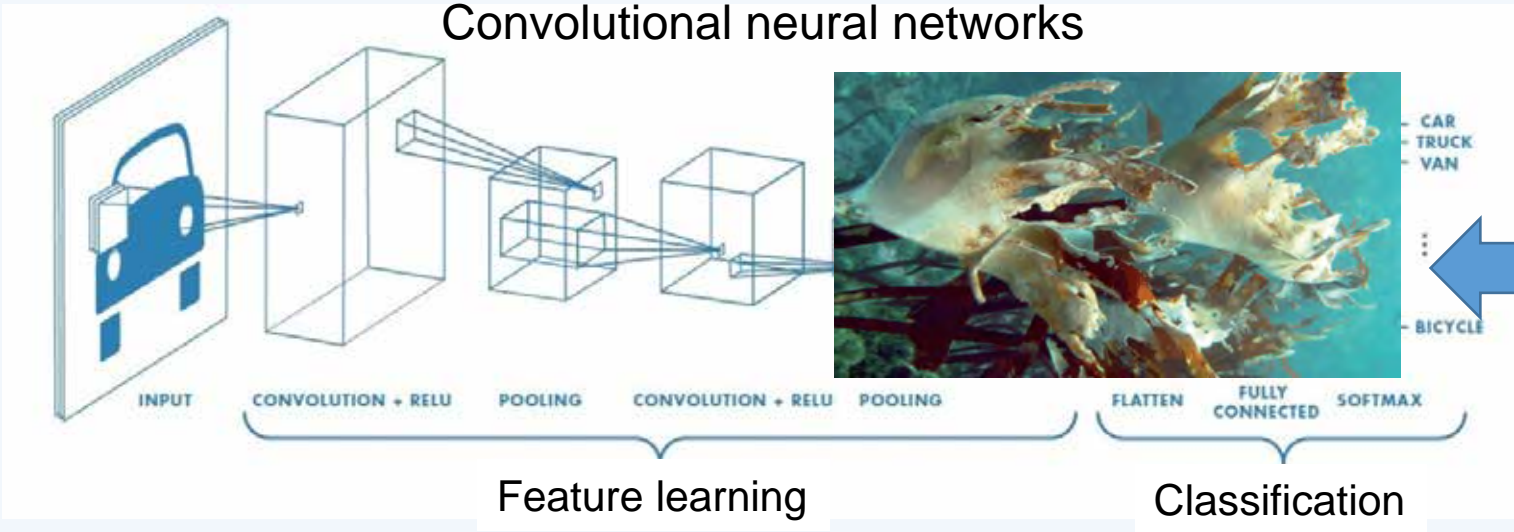 Convolutional neural networks
CAR
TRUCK
VAN
BICYCLE
INPUT
CONVOLUTION + RELU
POOLING
CONVOLUTION + RELU
POOLING
FLATTEN
FULLY
CONNECTED
SOFTMAX
Feature learning
Classification